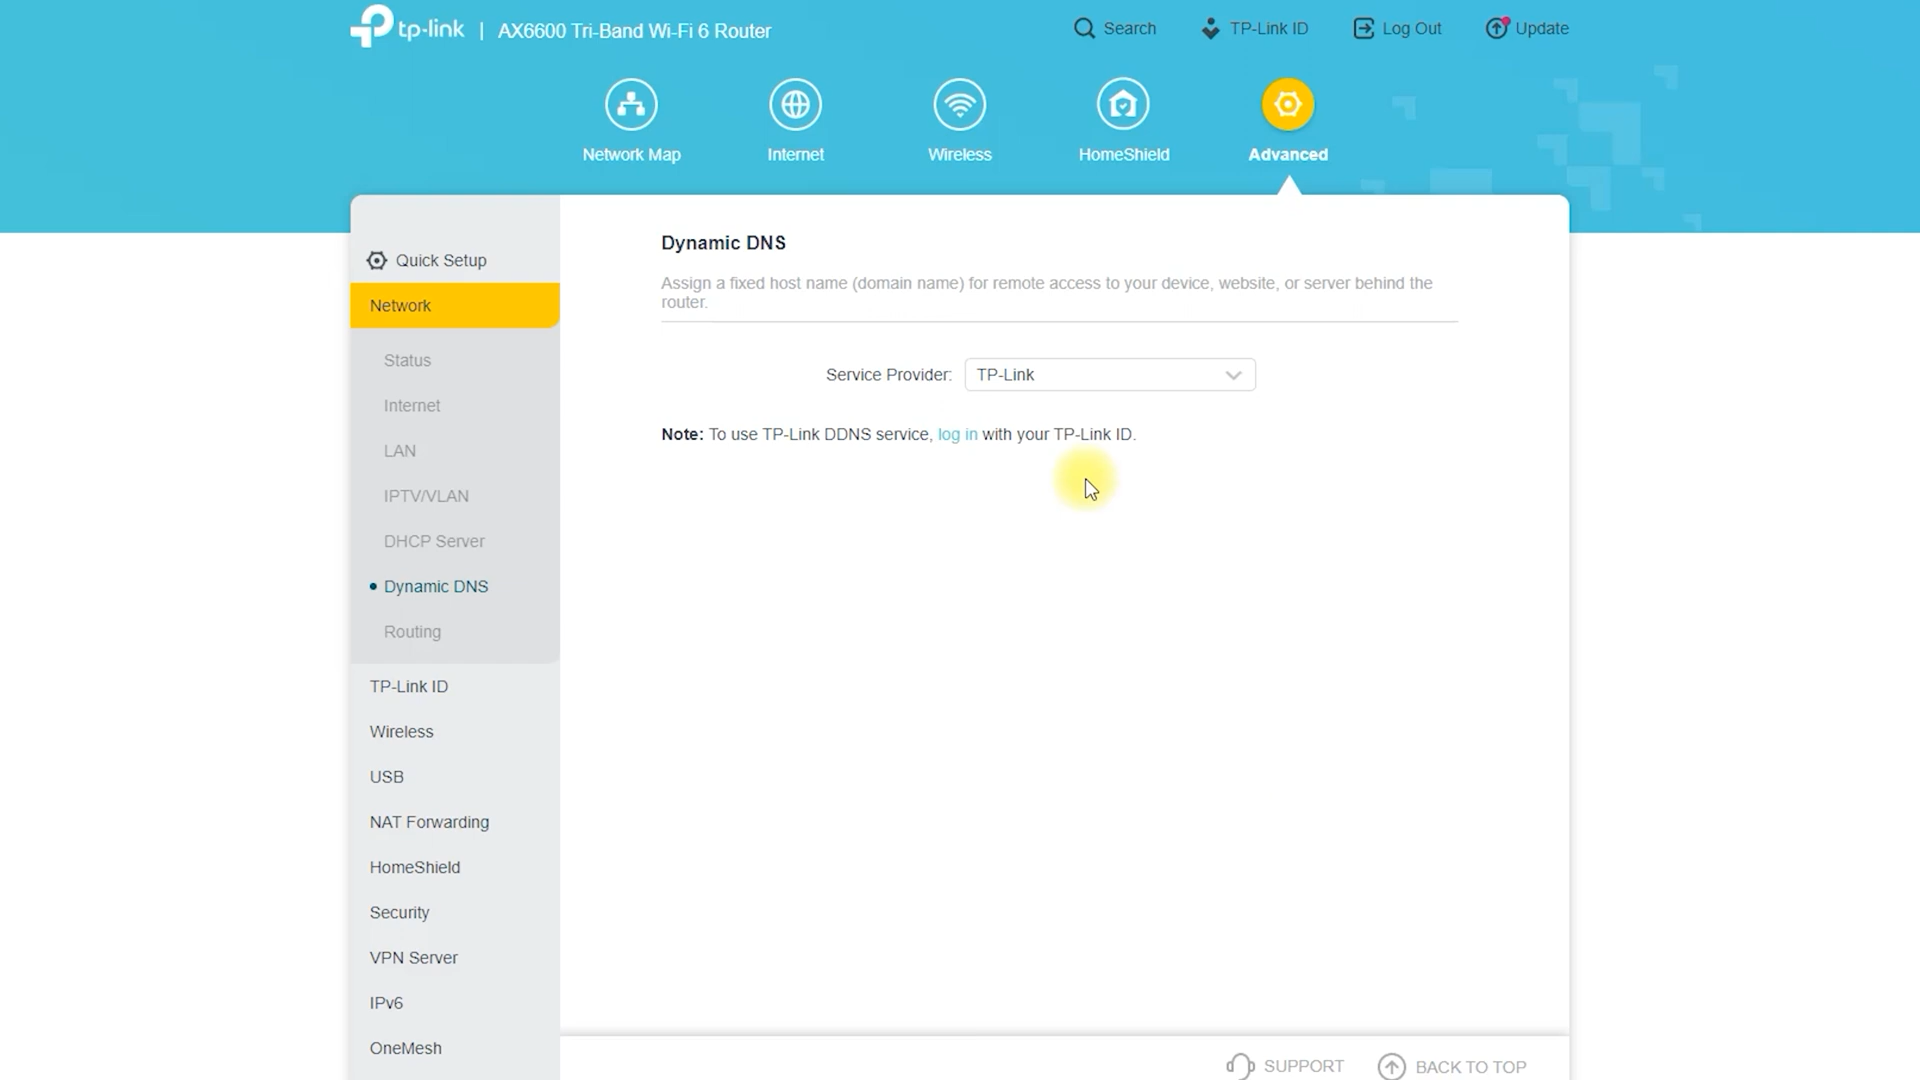 tp-link | AX6600 Tri-Band Wi-Fi 6 Router
Search
TP-Link ID
Log Out
Update
Network Map
Internet
Wireless
HomeShield
Advanced
Quick Setup
Network
Status
Internet
LAN
IPTV/VLAN
DHCP Server
Dynamic DNS
Routing
TP-Link ID
Wireless
USB
NAT Forwarding
HomeShield
Security
VPN Server
IPv6
OneMesh
Dynamic DNS
Assign a fixed host name (domain name) for remote access to your device, website, or server behind the
router.
Service Provider: TP-Link
Note: To use TP-Link DDNS service, log in with your TP-Link ID.
SUPPORT
BACK TO TOP